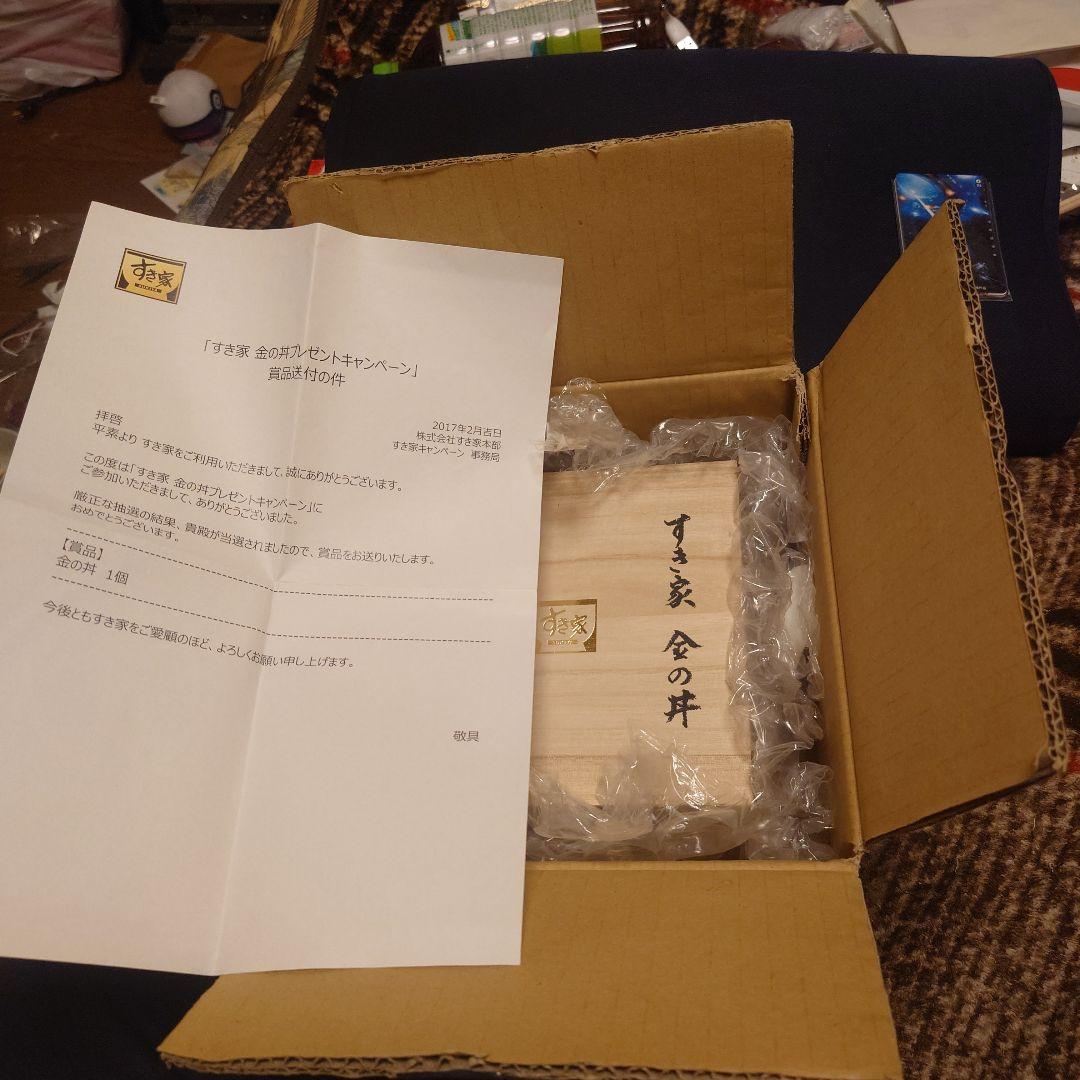 すき家
SUKIYA
「すき家 金の丼プレゼントキャンペーン」
賞品送付の件
2017年2月吉日
株式会社すき家本部
すき家キャンペーン 事務局
拝啓
平素より すき家をご利用いただきまして、誠にありがとうございます。
この度は「すき家 金の丼プレゼントキャンペーン」に
ご参加いただきまして、ありがとうございました。
厳正な抽選の結果、貴殿が当選されましたので、賞品をお送りいたします。
おめでとうございます。
【賞品】
金の丼 1個
今後ともすき家をご愛顧のほど、よろしくお願い申し上げます。
敬具
すき家 金の丼
すき家
SUKIYA